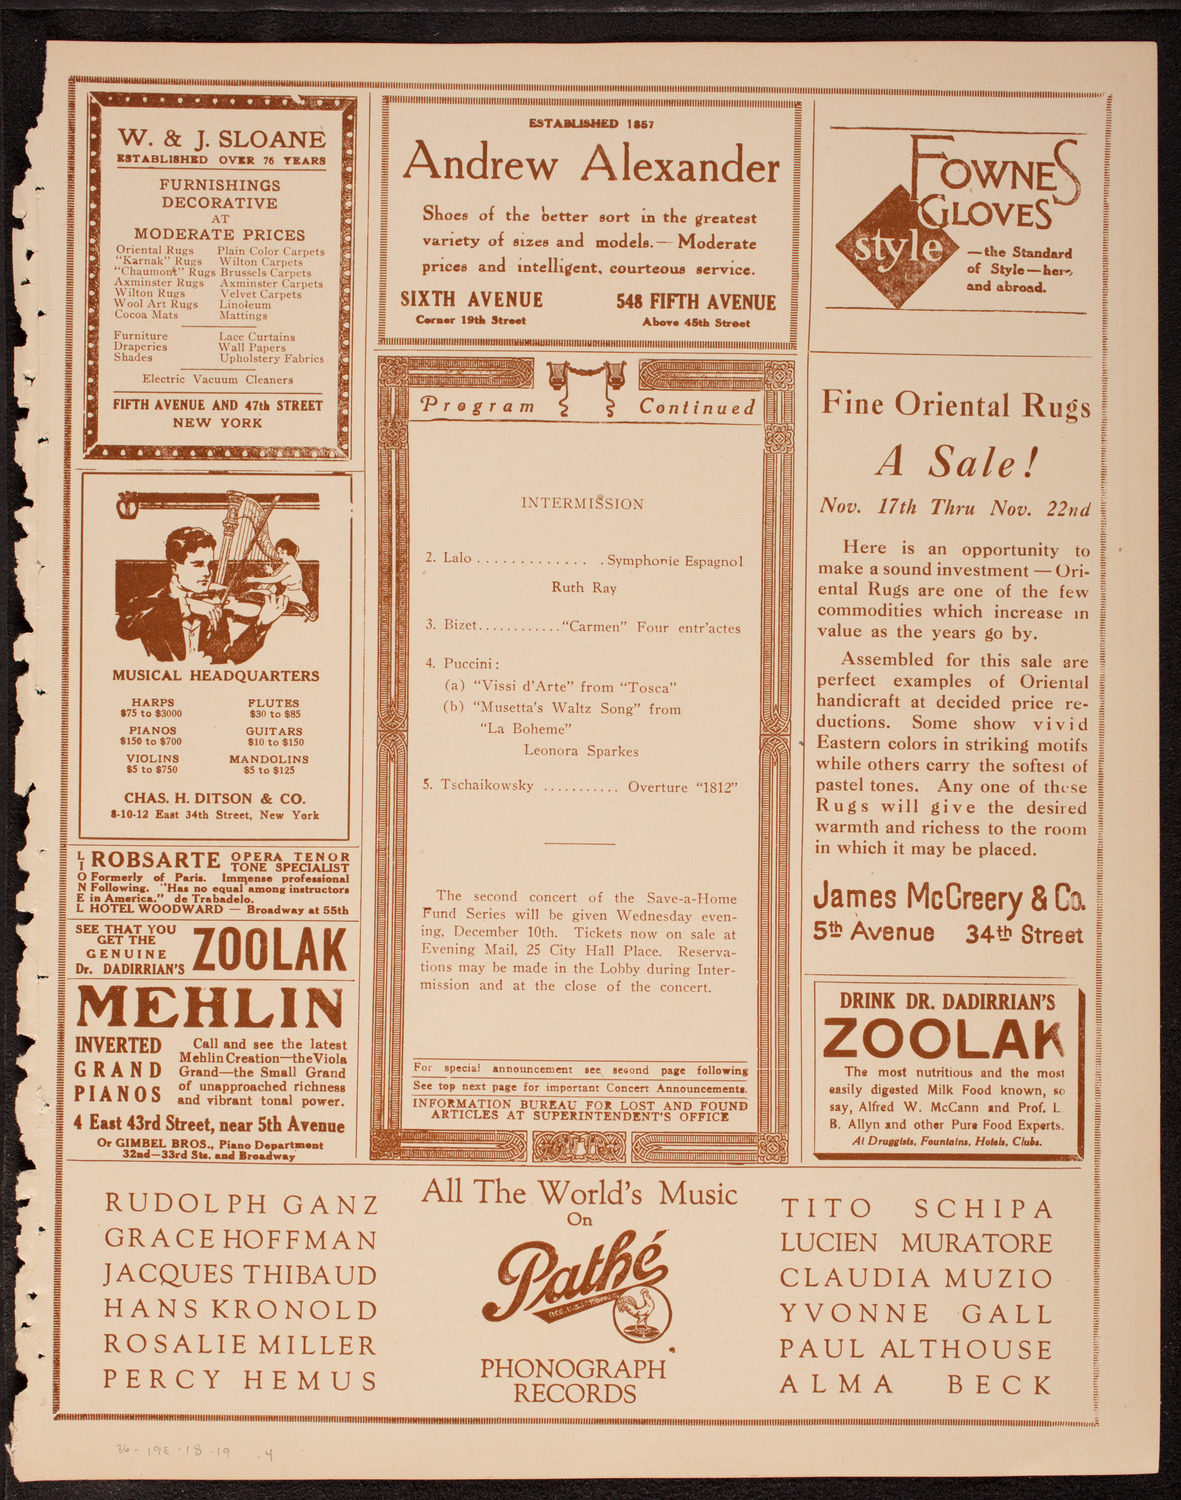 W. & J. SLOANE
ESTABLISHED OVER 76 YEARS
FURNISHINGS
DECORATIVE
AT
MODERATE PRICES
Oriental Rugs Plain Color Carpets
"Karnak" Rugs Wilton Carpets
"Chaumont" Rugs Brussels Carpets
Axminster Rugs Axminster Carpets
Wilton Rugs Velvet Carpets
Wool Art Rugs Linoleum
Cocoa Mats Mattings
Furniture Lace Curtains
Draperies Wall Papers
Shades Upholstery Fabrics
Electric Vacuum Cleaners
FIFTH AVENUE AND 47th STREET
NEW YORK
MUSICAL HEADQUARTERS
HARPS FLUTES
$75 to $3000 $30 to $85
PIANOS GUITARS
$150 to $700 $10 to $150
VIOLINS MANDOLINS
$5 to $750 $5 to $125
CHAS. H. DITSON & CO.
8-10-12 East 34th Street, New York
LIONEL
ROBSARTE OPERA TENOR
TONE SPECIALIST
Formerly of Paris. Immense professional
Following. "Has no equal among instructors
in America." de Trabadelo.
HOTEL WOODWARD — Broadway at 55th
SEE THAT YOU
GET THE
GENUINE
Dr. DADIRRIAN'S
ZOOLAK
MEHLIN
INVERTED
GRAND
PIANOS
Call and see the latest
Mehlin Creation—the Viola
Grand—the Small Grand
of unapproached richness
and vibrant tonal power.
4 East 43rd Street, near 5th Avenue
Or GIMBEL BROS., Piano Department
32nd—33rd Sts. and Broadway
ESTABLISHED 1857
Andrew Alexander
Shoes of the better sort in the greatest
variety of sizes and models.— Moderate
prices and intelligent, courteous service.
SIXTH AVENUE 548 FIFTH AVENUE
Corner 19th Street Above 45th Street
Program Continued
INTERMISSION
2. Lalo . . . . . . . . . . . . . . Symphonie Espagnol
Ruth Ray
3. Bizet............"Carmen" Four entr'actes
4. Puccini:
(a) "Vissi d'Arte" from "Tosca"
(b) "Musetta's Waltz Song" from
"La Boheme"
Leonora Sparkes
5. Tschaikowsky ........... Overture "1812"
The second concert of the Save-a-Home
Fund Series will be given Wednesday even-
ing, December 10th. Tickets now on sale at
Evening Mail, 25 City Hall Place. Reserva-
tions may be made in the Lobby during Inter-
mission and at the close of the concert.
For special announcement see second page following
See top next page for important Concert Announcements.
INFORMATION BUREAU FOR LOST AND FOUND
ARTICLES AT SUPERINTENDENT'S OFFICE
FOWNES
GLOVES
style
—the Standard
of Style—here
and abroad.
Fine Oriental Rugs
A Sale!
Nov. 17th Thru Nov. 22nd
Here is an opportunity to
make a sound investment — Ori-
ental Rugs are one of the few
commodities which increase in
value as the years go by.
Assembled for this sale are
perfect examples of Oriental
handicraft at decided price re-
ductions. Some show vivid
Eastern colors in striking motifs
while others carry the softest of
pastel tones. Any one of these
Rugs will give the desired
warmth and richess to the room
in which it may be placed.
James McCreery & Co.
5th Avenue 34th Street
DRINK DR. DADIRRIAN'S
ZOOLAK
The most nutritious and the most
easily digested Milk Food known, so
say, Alfred W. McCann and Prof. L.
B. Allyn and other Pure Food Experts.
At Druggists, Fountains, Hotels, Clubs.
RUDOLPH GANZ
GRACE HOFFMAN
JACQUES THIBAUD
HANS KRONOLD
ROSALIE MILLER
PERCY HEMUS
All The World's Music
On
Pathé
PHONOGRAPH
RECORDS
TITO SCHIPA
LUCIEN MURATORE
CLAUDIA MUZIO
YVONNE GALL
PAUL ALTHOUSE
ALMA BECK
36-19E-18-19 .4